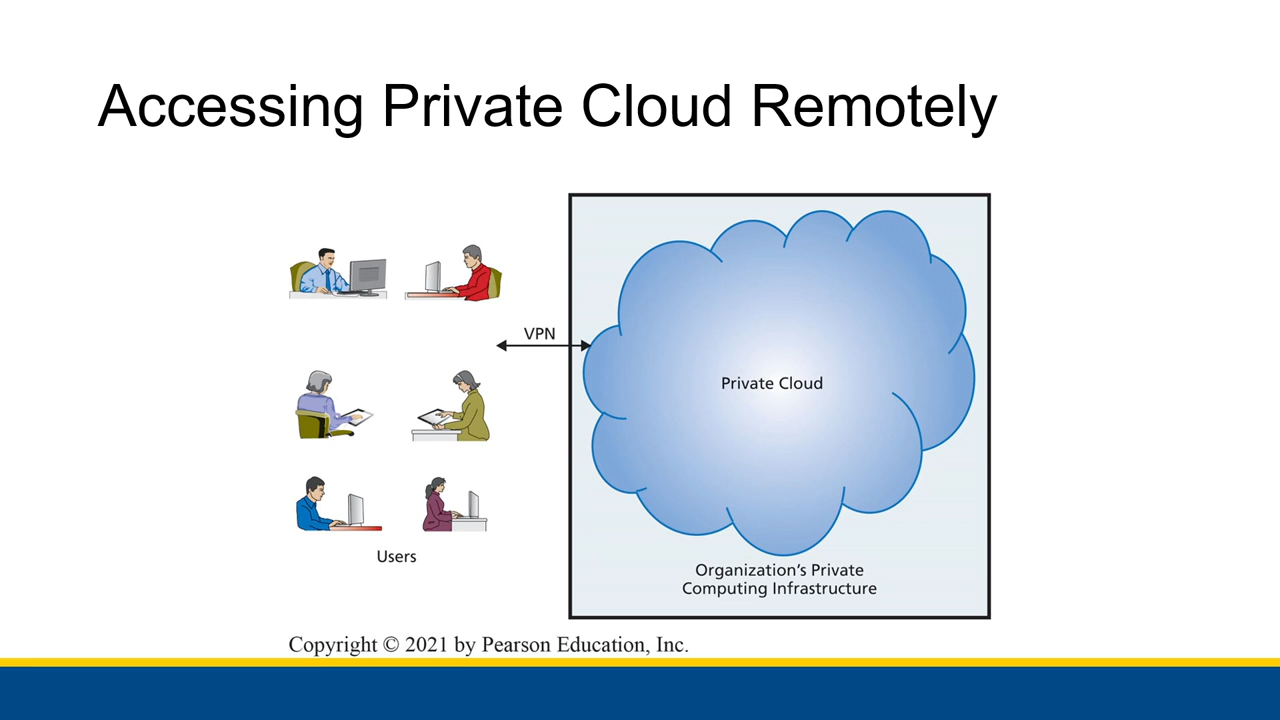 Accessing Private Cloud Remotely
VPN
Private Cloud
Users
Organization’s Private
Computing Infrastructure
Copyright © 2021 by Pearson Education, Inc.